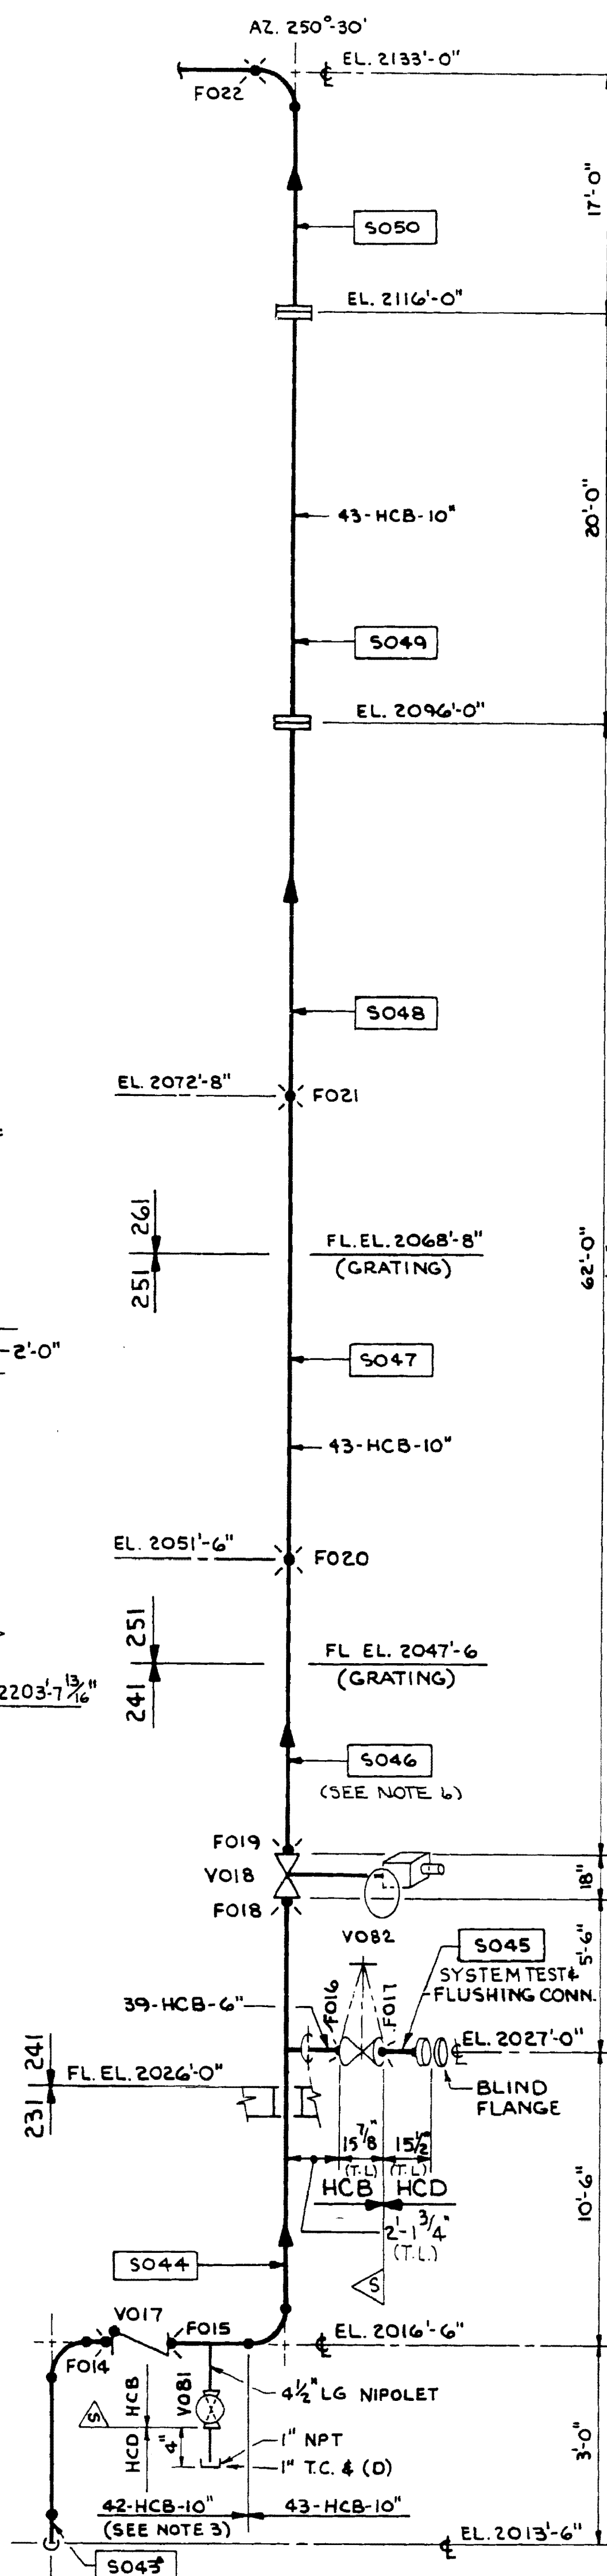 AZ. 250°-30'
EL. 2133'-0"
F022
17'-0"
S050
EL. 2116'-0"
43-HCB-10"
20'-0"
S049
EL. 2096'-0"
S048
EL. 2072'-8"
F021
261
251
FL. EL. 2068'-8"
(GRATING)
62'-0"
2'-0"
S047
43-HCB-10"
EL. 2051'-6"
F020
251
241
FL EL. 2047'-6
(GRATING)
2203'-7 13/16"
S046
(SEE NOTE 6)
F019
V018
F018
18"
V082
S045
5'-6"
SYSTEM TEST &
FLUSHING CONN.
39-HCB-6"
F016
F017
EL. 2027'-0"
241
231
FL. EL. 2026'-0"
BLIND
FLANGE
15 7/8"
(T.L)
15 1/2"
(T.L)
HCB
HCD
10'-6"
2'-1 3/4"
(T.L.)
S
S044
V017
F015
EL. 2016'-6"
F014
HCB
HCD
S
V081
4 1/2" LG NIPOLET
4"
1" NPT
1" T.C. & (D)
3'-0"
42-HCB-10"
43-HCB-10"
(SEE NOTE 3)
EL. 2013'-6"
S043